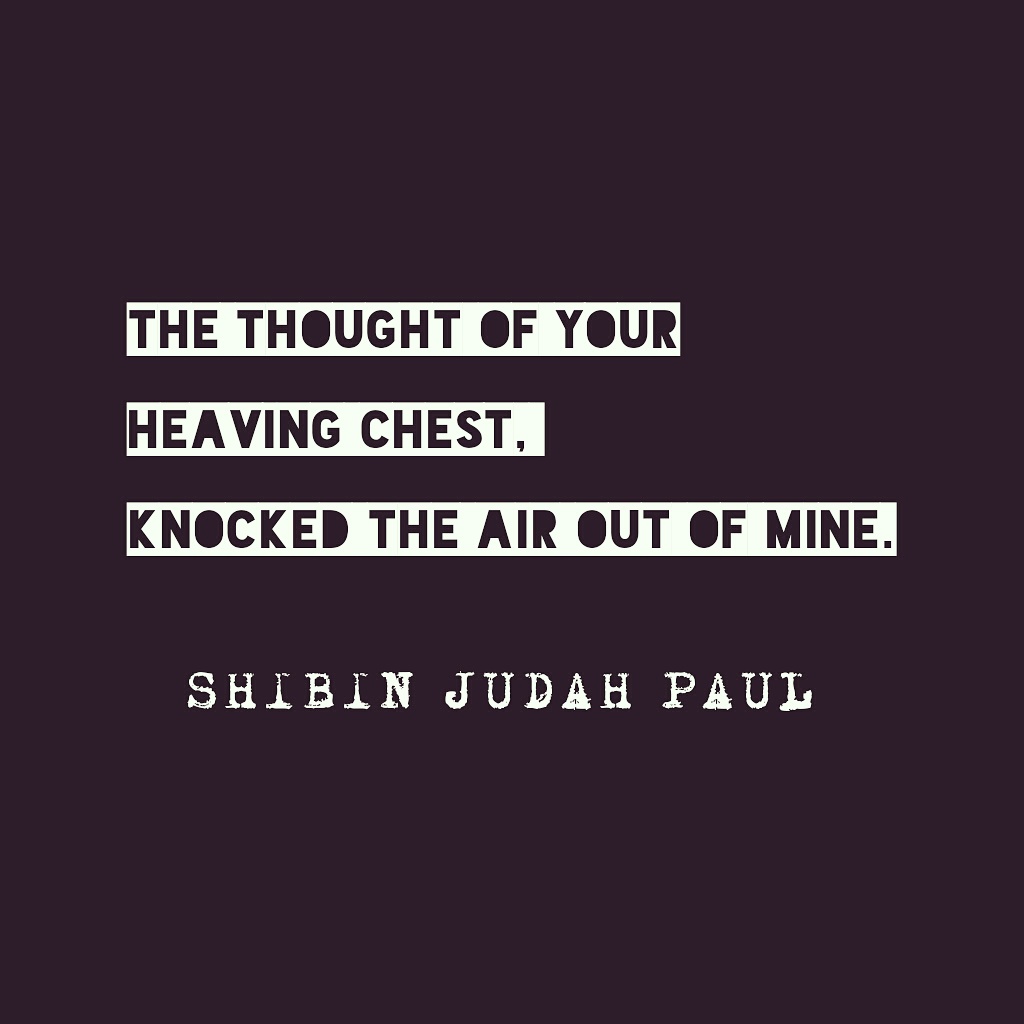 THE THOUGHT OF YOUR
HEAVING CHEST,
KNOCKED THE AIR OUT OF MINE.
SHIBIN JUDAH PAUL